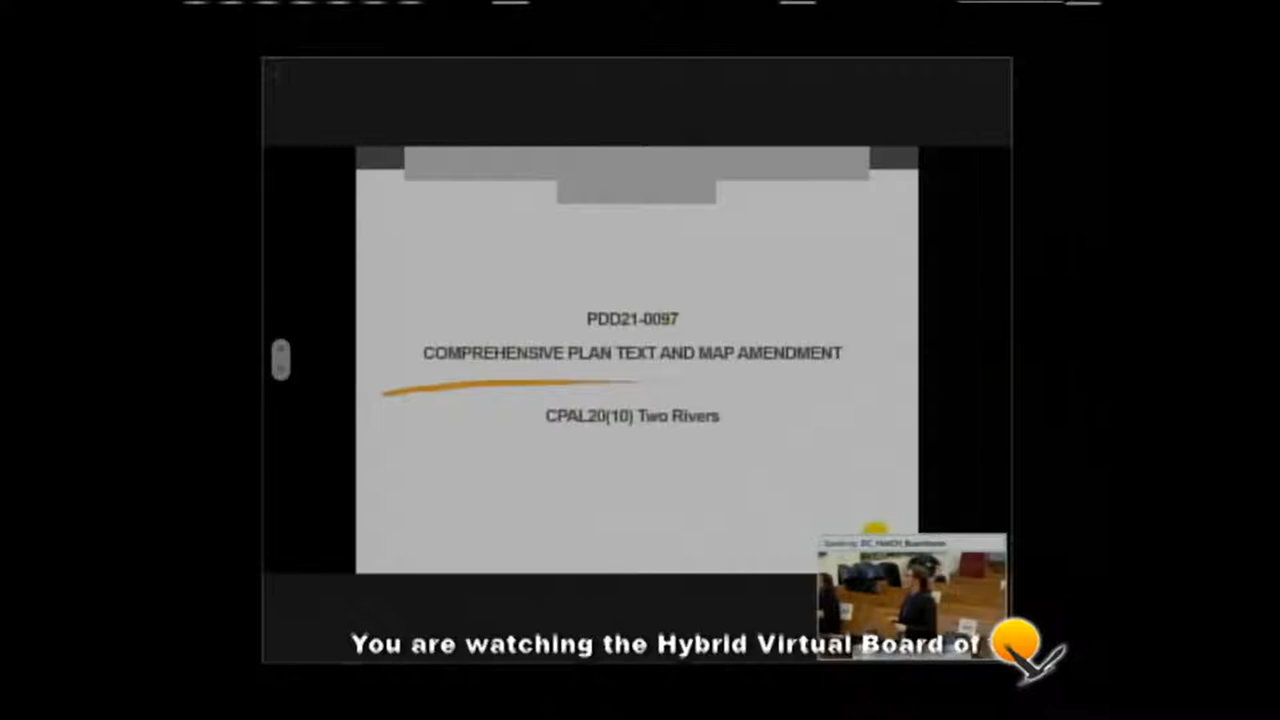 PDD21-0097
COMPREHENSIVE PLAN TEXT AND MAP AMENDMENT
CPAL20(10) Two Rivers
You are watching the Hybrid Virtual Board of